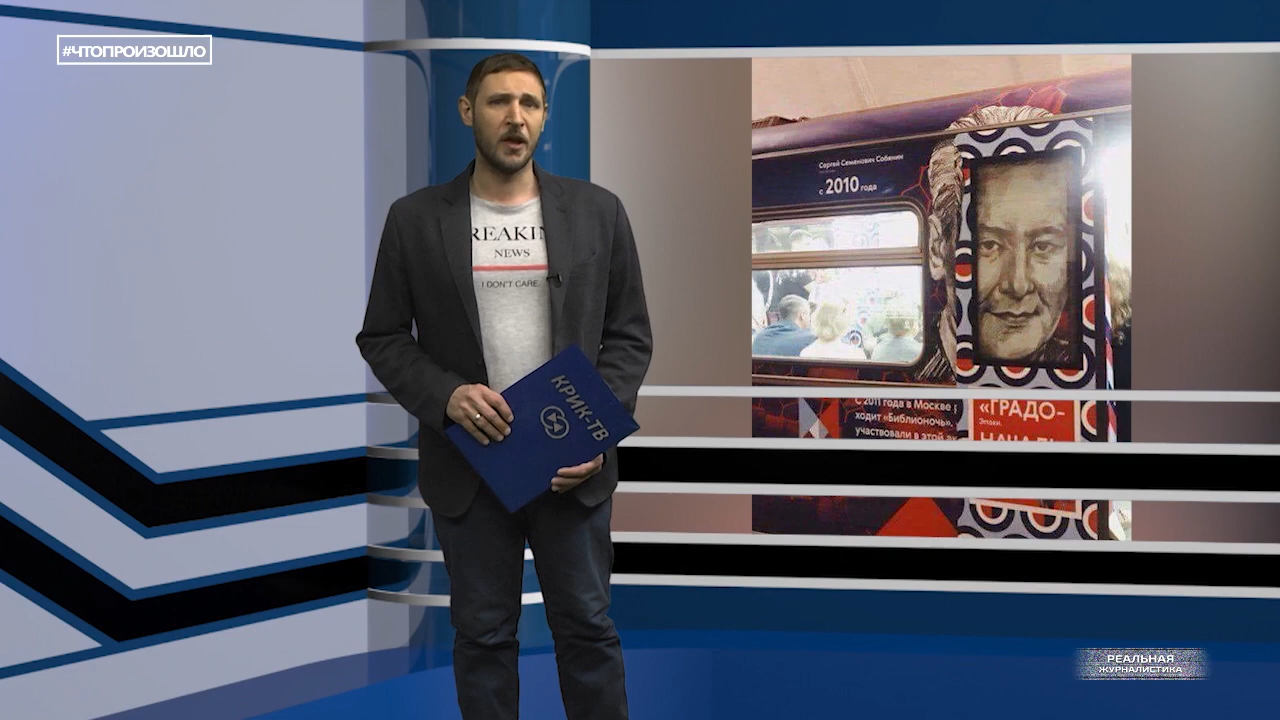 #ЧТОПРОИЗОШЛО
Сергей Семенович Собянин
с 2010 года
REAKIN
NEWS
I DON'T CARE.
КРИК-ТВ
С 2011 года в Москве
ходит «Библионочь».
участвовали в этой
«ГРАДО-
Эпохи.
РЕАЛЬНАЯ
ЖУРНАЛИСТИКА